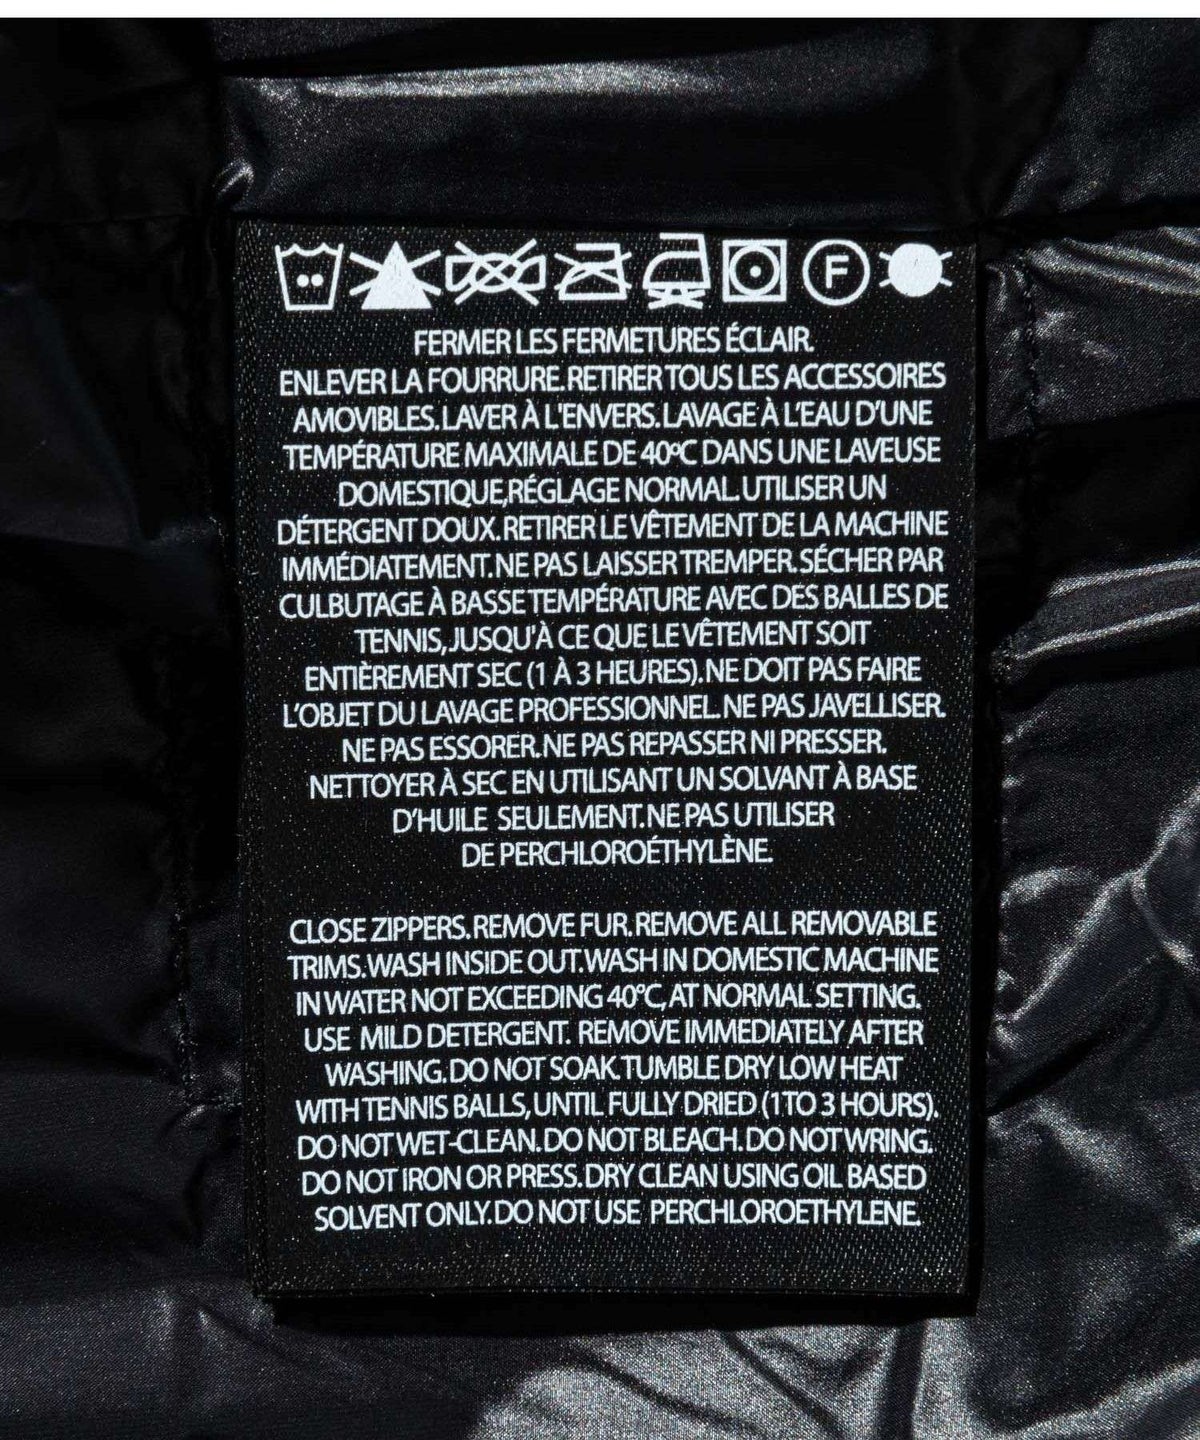 F
FERMER LES FERMETURES ÉCLAIR.
ENLEVER LA FOURRURE. RETIRER TOUS LES ACCESSOIRES
AMOVIBLES. LAVER À L'ENVERS. LAVAGE À L'EAU D'UNE
TEMPÉRATURE MAXIMALE DE 40ºC DANS UNE LAVEUSE
DOMESTIQUE, RÉGLAGE NORMAL. UTILISER UN
DÉTERGENT DOUX. RETIRER LE VÊTEMENT DE LA MACHINE
IMMÉDIATEMENT. NE PAS LAISSER TREMPER. SÉCHER PAR
CULBUTAGE À BASSE TEMPÉRATURE AVEC DES BALLES DE
TENNIS, JUSQU'À CE QUE LE VÊTEMENT SOIT
ENTIÈREMENT SEC (1 À 3 HEURES). NE DOIT PAS FAIRE
L'OBJET DU LAVAGE PROFESSIONNEL. NE PAS JAVELLISER.
NE PAS ESSORER. NE PAS REPASSER NI PRESSER.
NETTOYER À SEC EN UTILISANT UN SOLVANT À BASE
D'HUILE SEULEMENT. NE PAS UTILISER
DE PERCHLOROÉTHYLÈNE.
CLOSE ZIPPERS. REMOVE FUR. REMOVE ALL REMOVABLE
TRIMS. WASH INSIDE OUT. WASH IN DOMESTIC MACHINE
IN WATER NOT EXCEEDING 40°C, AT NORMAL SETTING.
USE MILD DETERGENT. REMOVE IMMEDIATELY AFTER
WASHING. DO NOT SOAK. TUMBLE DRY LOW HEAT
WITH TENNIS BALLS, UNTIL FULLY DRIED (1 TO 3 HOURS).
DO NOT WET-CLEAN. DO NOT BLEACH. DO NOT WRING.
DO NOT IRON OR PRESS. DRY CLEAN USING OIL BASED
SOLVENT ONLY. DO NOT USE PERCHLOROETHYLENE.